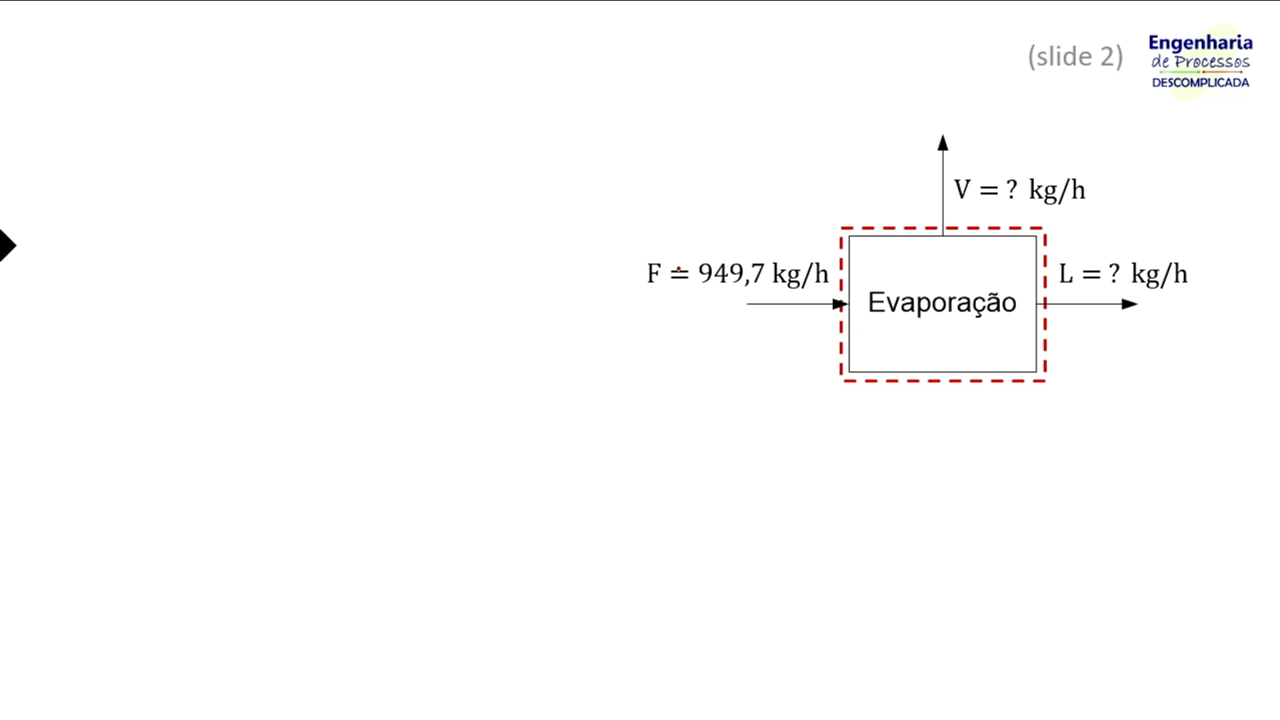 (slide 2)
Engenharia
de Processos
DESCOMPLICADA
V = ? kg/h
F = 949,7 kg/h
L = ? kg/h
Evaporação